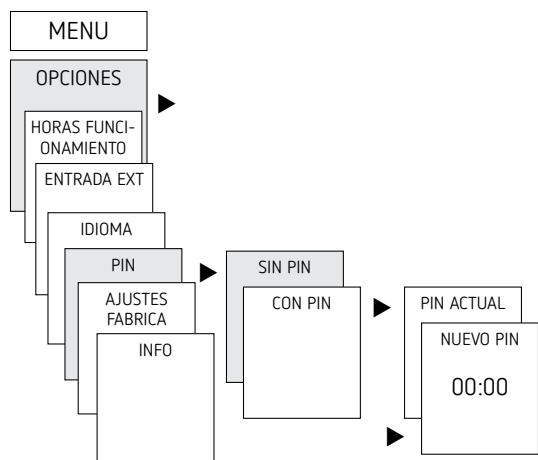 MENU
OPCIONES
HORAS FUNCI-
ONAMIENTO
ENTRADA EXT
IDIOMA
PIN
AJUSTES
FABRICA
INFO
SIN PIN
CON PIN
PIN ACTUAL
NUEVO PIN
00:00